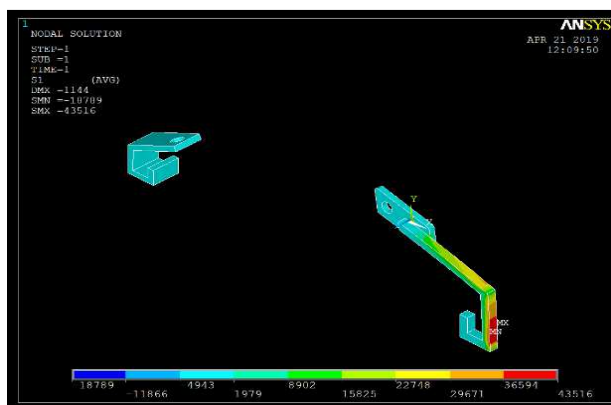 1
ANSYS
NODAL SOLUTION
APR 21 2019
12:09:50
STEP=1
SUB =1
TIME=1
S1 (AVG)
DMX =1144
SMN =-18789
SMX =43516
Y
X
MX
MN
18789 4943 8902 22748 36594
-11866 1979 15825 29671 43516